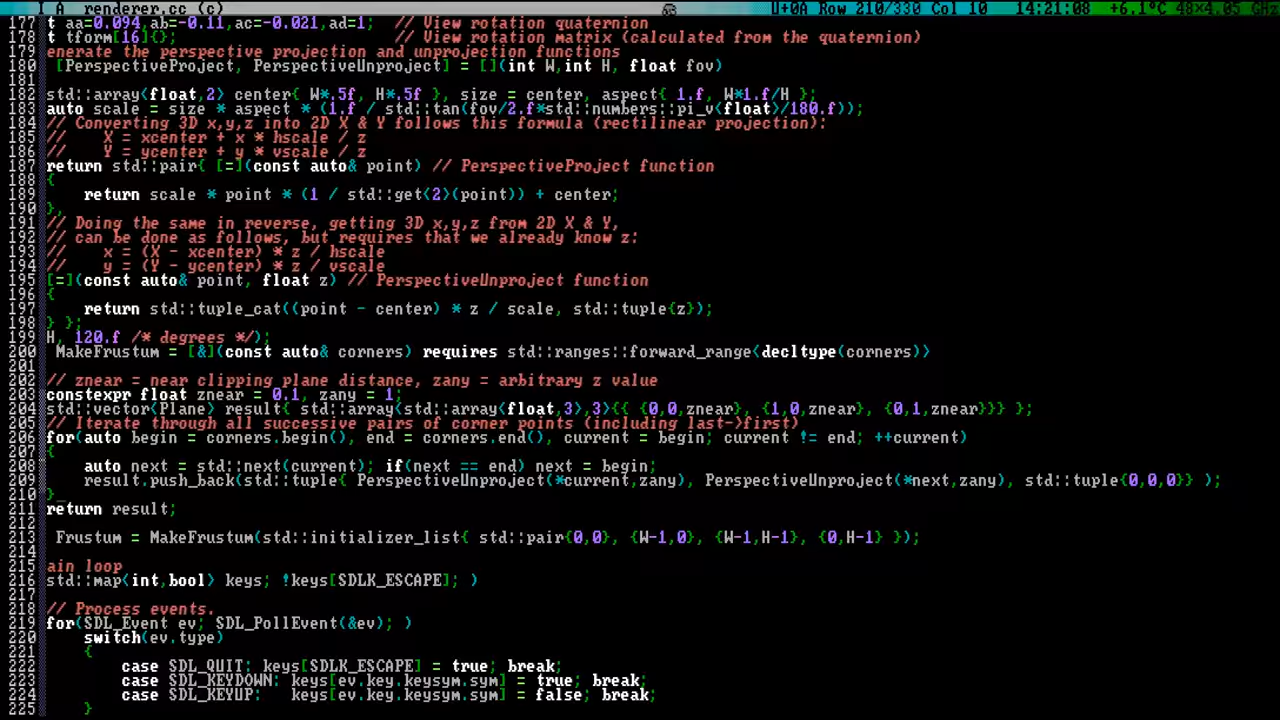 I A renderer.cc (c) U+0A Row 210/330 Col 10 14:21:08 +6.1°C 48×4.05 GHz
177 t aa=0.094,ab=-0.11,ac=-0.021,ad=1; // View rotation quaternion
178 t tform[16]{}; // View rotation matrix (calculated from the quaternion)
179 enerate the perspective projection and unprojection functions
180 [PerspectiveProject, PerspectiveUnproject] = [](int W,int H, float fov)
181
182 std::array<float,2> center{ W*.5f, H*.5f }, size = center, aspect{ 1.f, W*1.f/H };
183 auto scale = size * aspect * (1.f / std::tan(fov/2.f*std::numbers::pi_v<float>/180.f));
184 // Converting 3D x,y,z into 2D X & Y follows this formula (rectilinear projection):
185 // X = xcenter + x * hscale / z
186 // Y = ycenter + y * vscale / z
187 return std::pair{ [=](const auto& point) // PerspectiveProject function
188 {
189 return scale * point * (1 / std::get<2>(point)) + center;
190 },
191 // Doing the same in reverse, getting 3D x,y,z from 2D X & Y,
192 // can be done as follows, but requires that we already know z:
193 // x = (X - xcenter) * z / hscale
194 // y = (Y - ycenter) * z / vscale
195 [=](const auto& point, float z) // PerspectiveUnproject function
196 {
197 return std::tuple_cat((point - center) * z / scale, std::tuple{z});
198 } };
199 H, 120.f /* degrees */);
200 MakeFrustum = [&](const auto& corners) requires std::ranges::forward_range<decltype(corners)>
201
202 // znear = near clipping plane distance, zany = arbitrary z value
203 constexpr float znear = 0.1, zany = 1;
204 std::vector<Plane> result{ std::array<std::array<float,3>,3>{{ {0,0,znear}, {1,0,znear}, {0,1,znear}}} };
205 // Iterate through all successive pairs of corner points (including last->first)
206 for(auto begin = corners.begin(), end = corners.end(), current = begin; current != end; ++current)
207 {
208 auto next = std::next(current); if(next == end) next = begin;
209 result.push_back(std::tuple{ PerspectiveUnproject(*current,zany), PerspectiveUnproject(*next,zany), std::tuple{0,0,0}} );
210 }
211 return result;
212
213 Frustum = MakeFrustum(std::initializer_list{ std::pair{0,0}, {W-1,0}, {W-1,H-1}, {0,H-1} });
214
215 ain loop
216 std::map<int,bool> keys; !keys[SDLK_ESCAPE]; )
217
218 // Process events.
219 for(SDL_Event ev; SDL_PollEvent(&ev); )
220 switch(ev.type)
221 {
222 case SDL_QUIT: keys[SDLK_ESCAPE] = true; break;
223 case SDL_KEYDOWN: keys[ev.key.keysym.sym] = true; break;
224 case SDL_KEYUP: keys[ev.key.keysym.sym] = false; break;
225 }